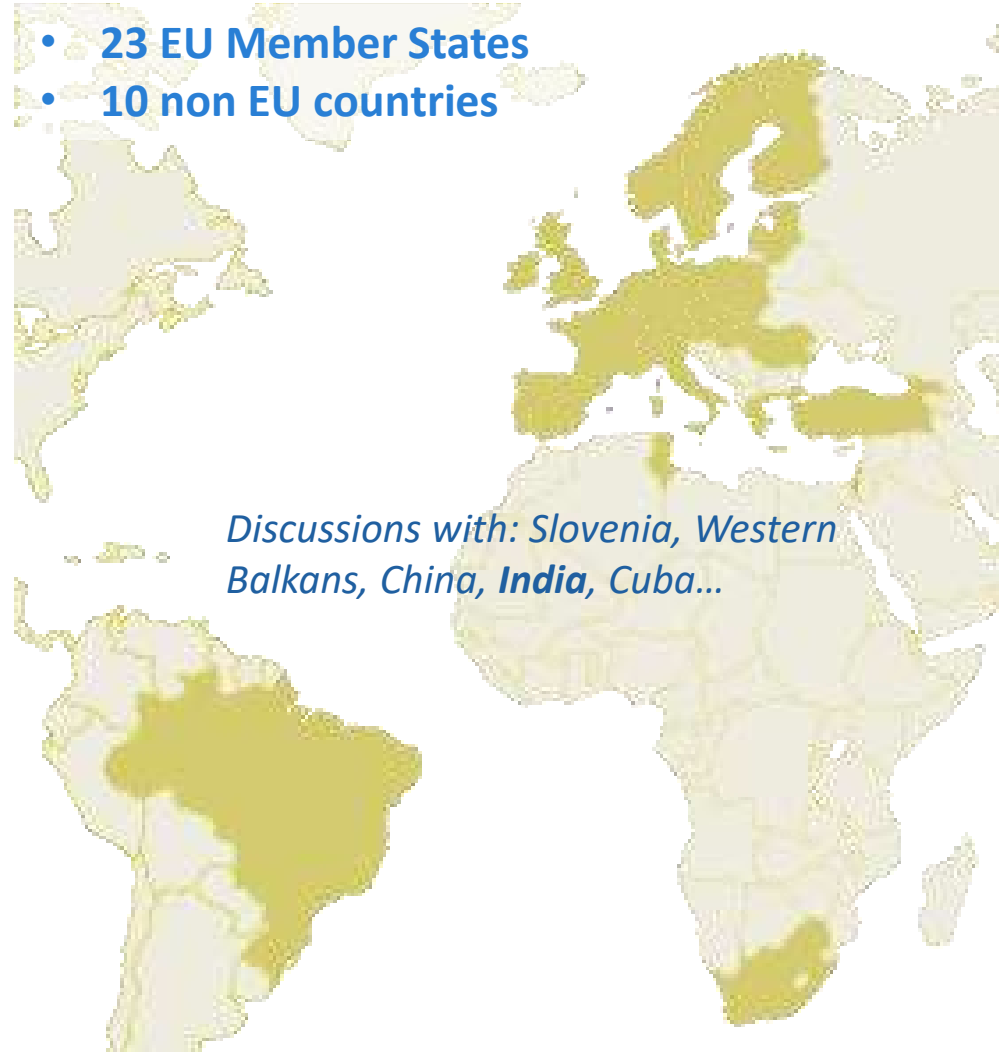 • 23 EU Member States
• 10 non EU countries
Discussions with: Slovenia, Western
Balkans, China, India, Cuba…